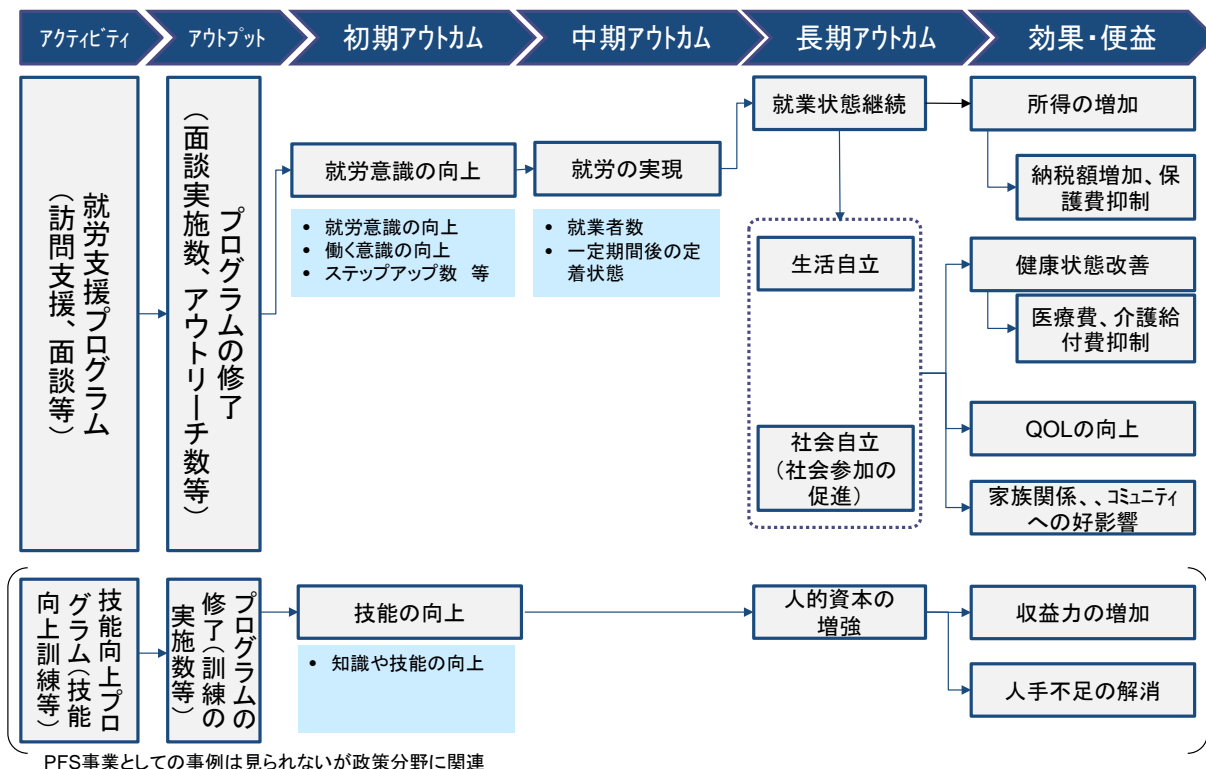 アクティビティ
アウトプット
初期アウトカム
中期アウトカム
長期アウトカム
効果・便益
就労支援プログラム
（訪問支援、面談等）
プログラムの修了
（面談実施数、アウトリーチ数等）
就労意識の向上
• 就労意識の向上
• 働く意識の向上
• ステップアップ数　等
就労の実現
• 就業者数
• 一定期間後の定
着状態
就業状態継続
生活自立
社会自立
（社会参加の
促進）
所得の増加
納税額増加、保
護費抑制
健康状態改善
医療費、介護給
付費抑制
QOLの向上
家族関係、、コミュニティ
への好影響
技能向上プロ
グラム（技能
向上訓練等）
プログラムの
修了（訓練の
実施数等）
技能の向上
• 知識や技能の向上
人的資本の
増強
収益力の増加
人手不足の解消
PFS事業としての事例は見られないが政策分野に関連